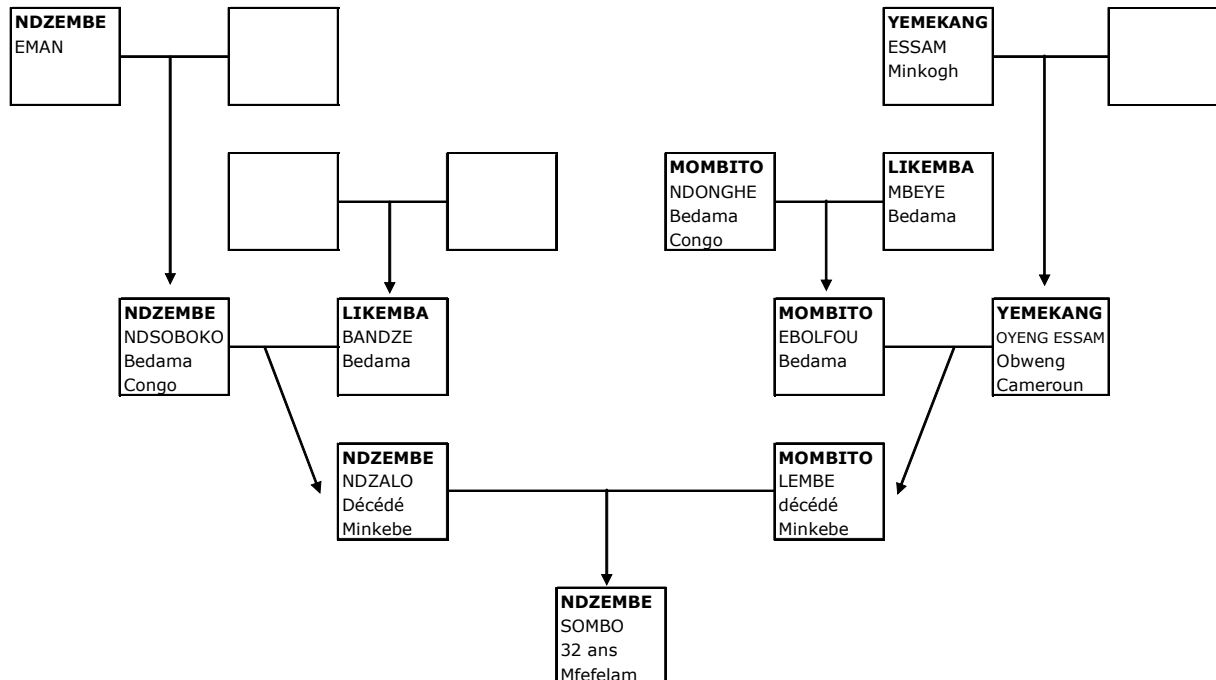 NDZEMBE
EMAN
YEMEKANG
ESSAM
Minkogh
MOMBITO
NDONGHE
Bedama
Congo
LIKEMBA
MBEYE
Bedama
NDZEMBE
NDSOBOKO
Bedama
Congo
LIKEMBA
BANDZE
Bedama
MOMBITO
EBOLFOU
Bedama
YEMEKANG
OYENG ESSAM
Obweng
Cameroun
NDZEMBE
NDZALO
Décédé
Minkebe
MOMBITO
LEMBE
décédé
Minkebe
NDZEMBE
SOMBO
32 ans
Mfefelam